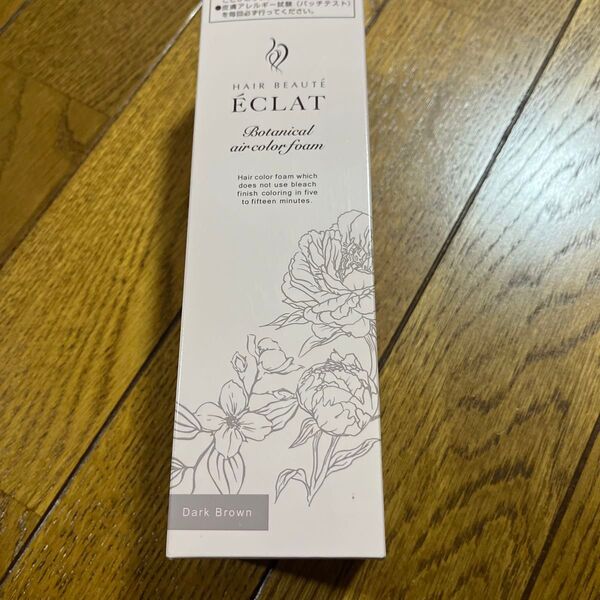 ●皮膚アレルギー試験（パッチテスト）
を毎回必ず行ってください。
HAIR BEAUTÉ
ÉCLAT
Botanical
air color foam
Hair color foam which
does not use bleach
finish coloring in five
to fifteen minutes.
Dark Brown